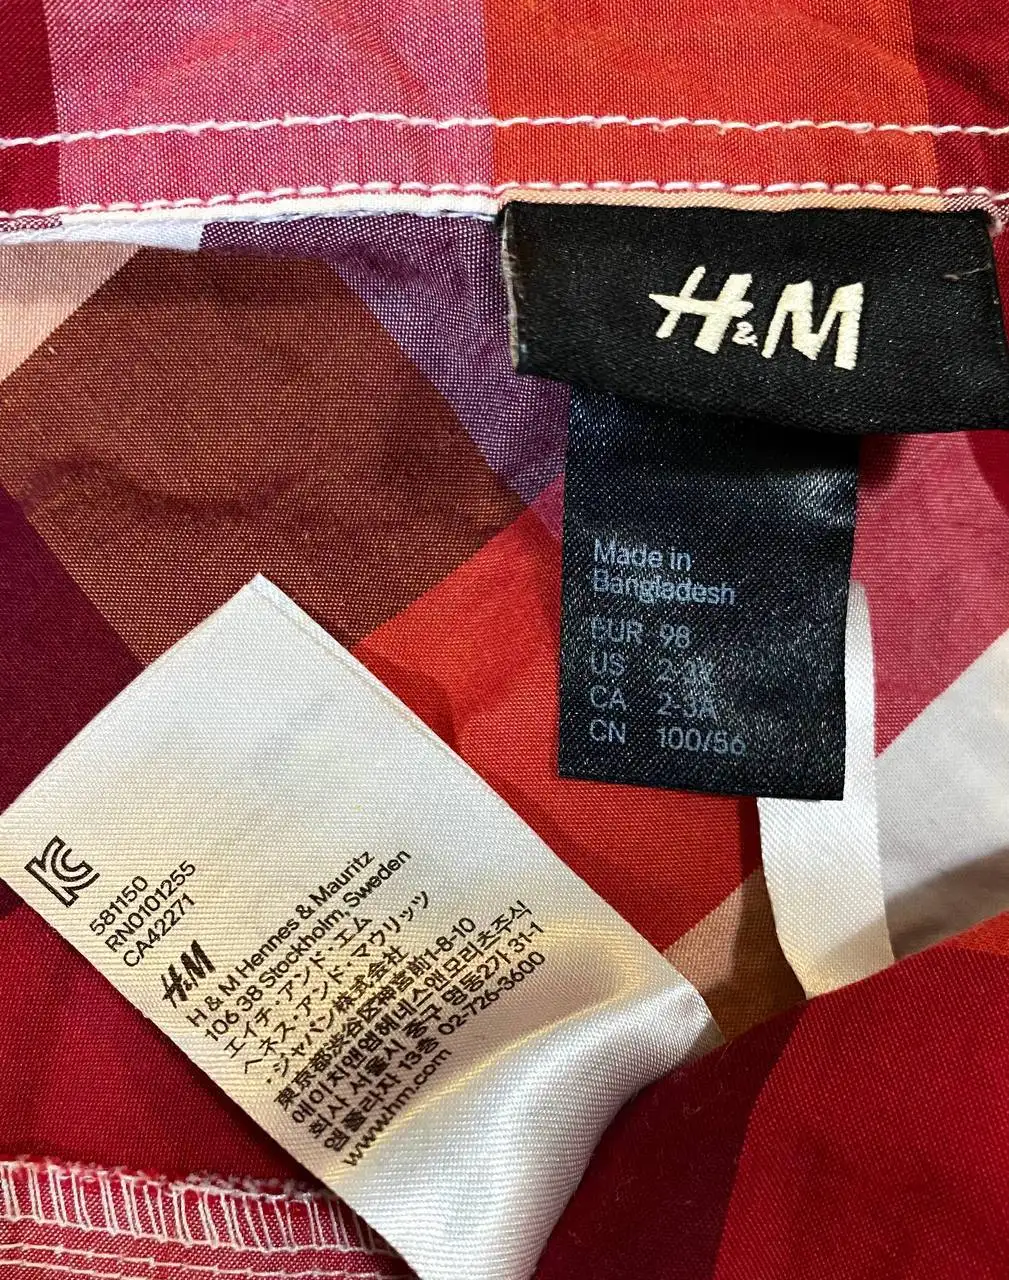 H&M
Made in
Bangladesh
EUR 98
US
CA 2-3A
CN 100/56
KC
581150
RN0101255
CA42271
H&M
H & M Hennes & Mauritz
106 38 Stockholm, Sweden
エイチ・アンド・エム
ヘネス・アンド・マウリッツ
・ジャパン株式会社
東京都渋谷区神宮前1-8-10
에이치앤엠헤네스앤모리츠주식
회사 서울시 중구 명동2가 31-1
엠플라자 13층 02-726-3600
www.hm.com